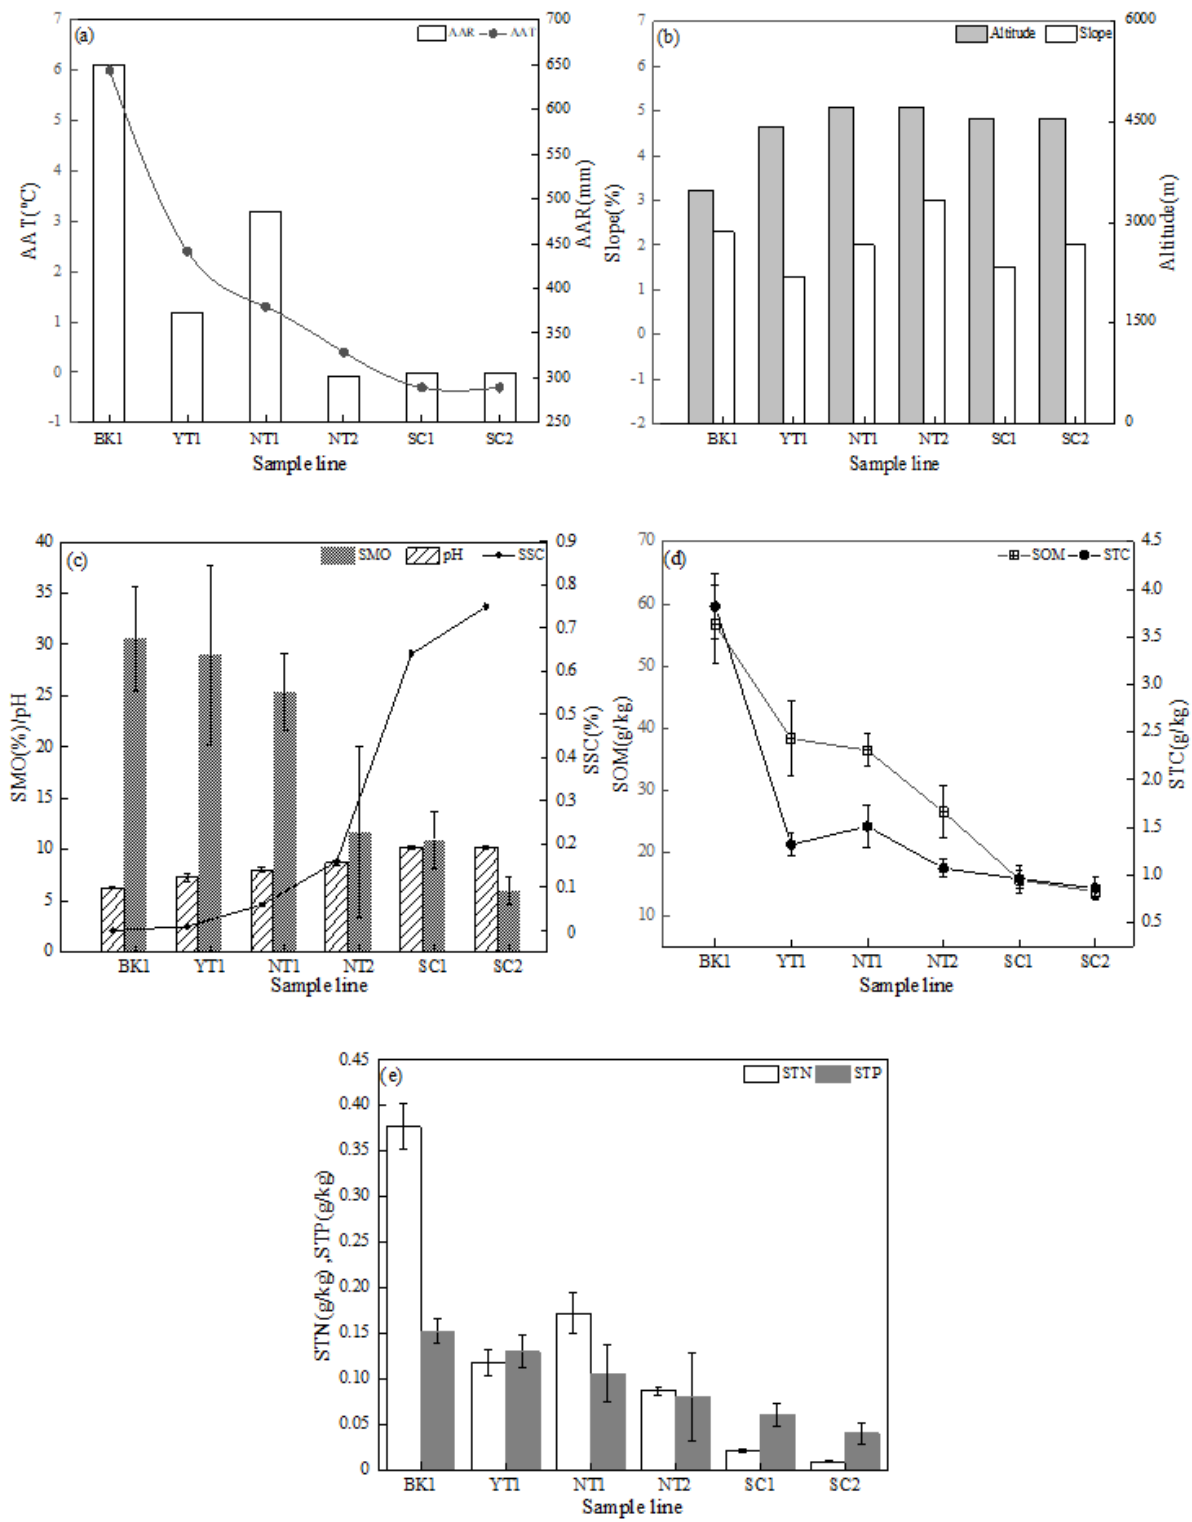 (a)
AAR AAT
7
6
5
4
3
2
1
0
-1
AAT(°C)
700
650
600
550
500
450
400
350
300
250
AAR(mm)
BK1 YT1 NT1 NT2 SC1 SC2
Sample line
(b)
Altitude Slope
7
6
5
4
3
2
1
0
-1
-2
Slope(%)
6000
4500
3000
1500
0
Altitude(m)
BK1 YT1 NT1 NT2 SC1 SC2
Sample line
(c)
SMO pH SSC
40
35
30
25
20
15
10
5
0
SMO(%)/pH
0.9
0.8
0.7
0.6
0.5
0.4
0.3
0.2
0.1
0
SSC(%)
BK1 YT1 NT1 NT2 SC1 SC2
Sample line
(d)
SOM STC
70
60
50
40
30
20
10
SOM(g/kg)
4.5
4.0
3.5
3.0
2.5
2.0
1.5
1.0
0.5
STC(g/kg)
BK1 YT1 NT1 NT2 SC1 SC2
Sample line
(e)
STN STP
0.45
0.40
0.35
0.30
0.25
0.20
0.15
0.10
0.05
0
STN(g/kg) ,STP(g/kg)
BK1 YT1 NT1 NT2 SC1 SC2
Sample line